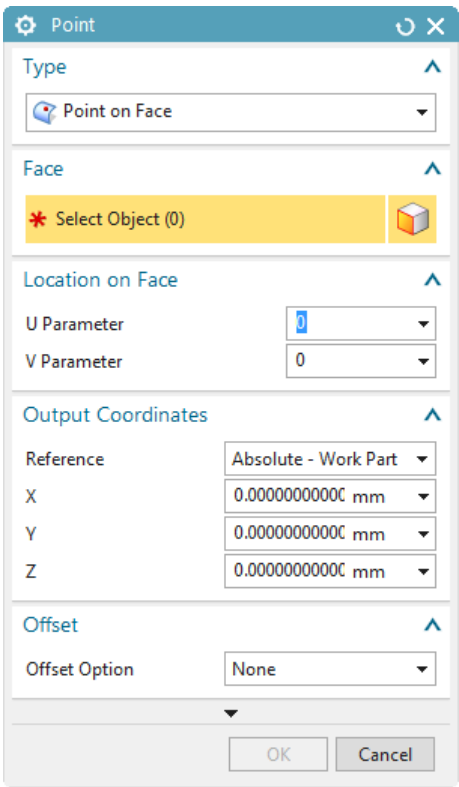 Point
Type
Point on Face
Face
* Select Object (0)
Location on Face
U Parameter 0
V Parameter 0
Output Coordinates
Reference Absolute - Work Part
X 0.00000000000 mm
Y 0.00000000000 mm
Z 0.00000000000 mm
Offset
Offset Option None
OK Cancel